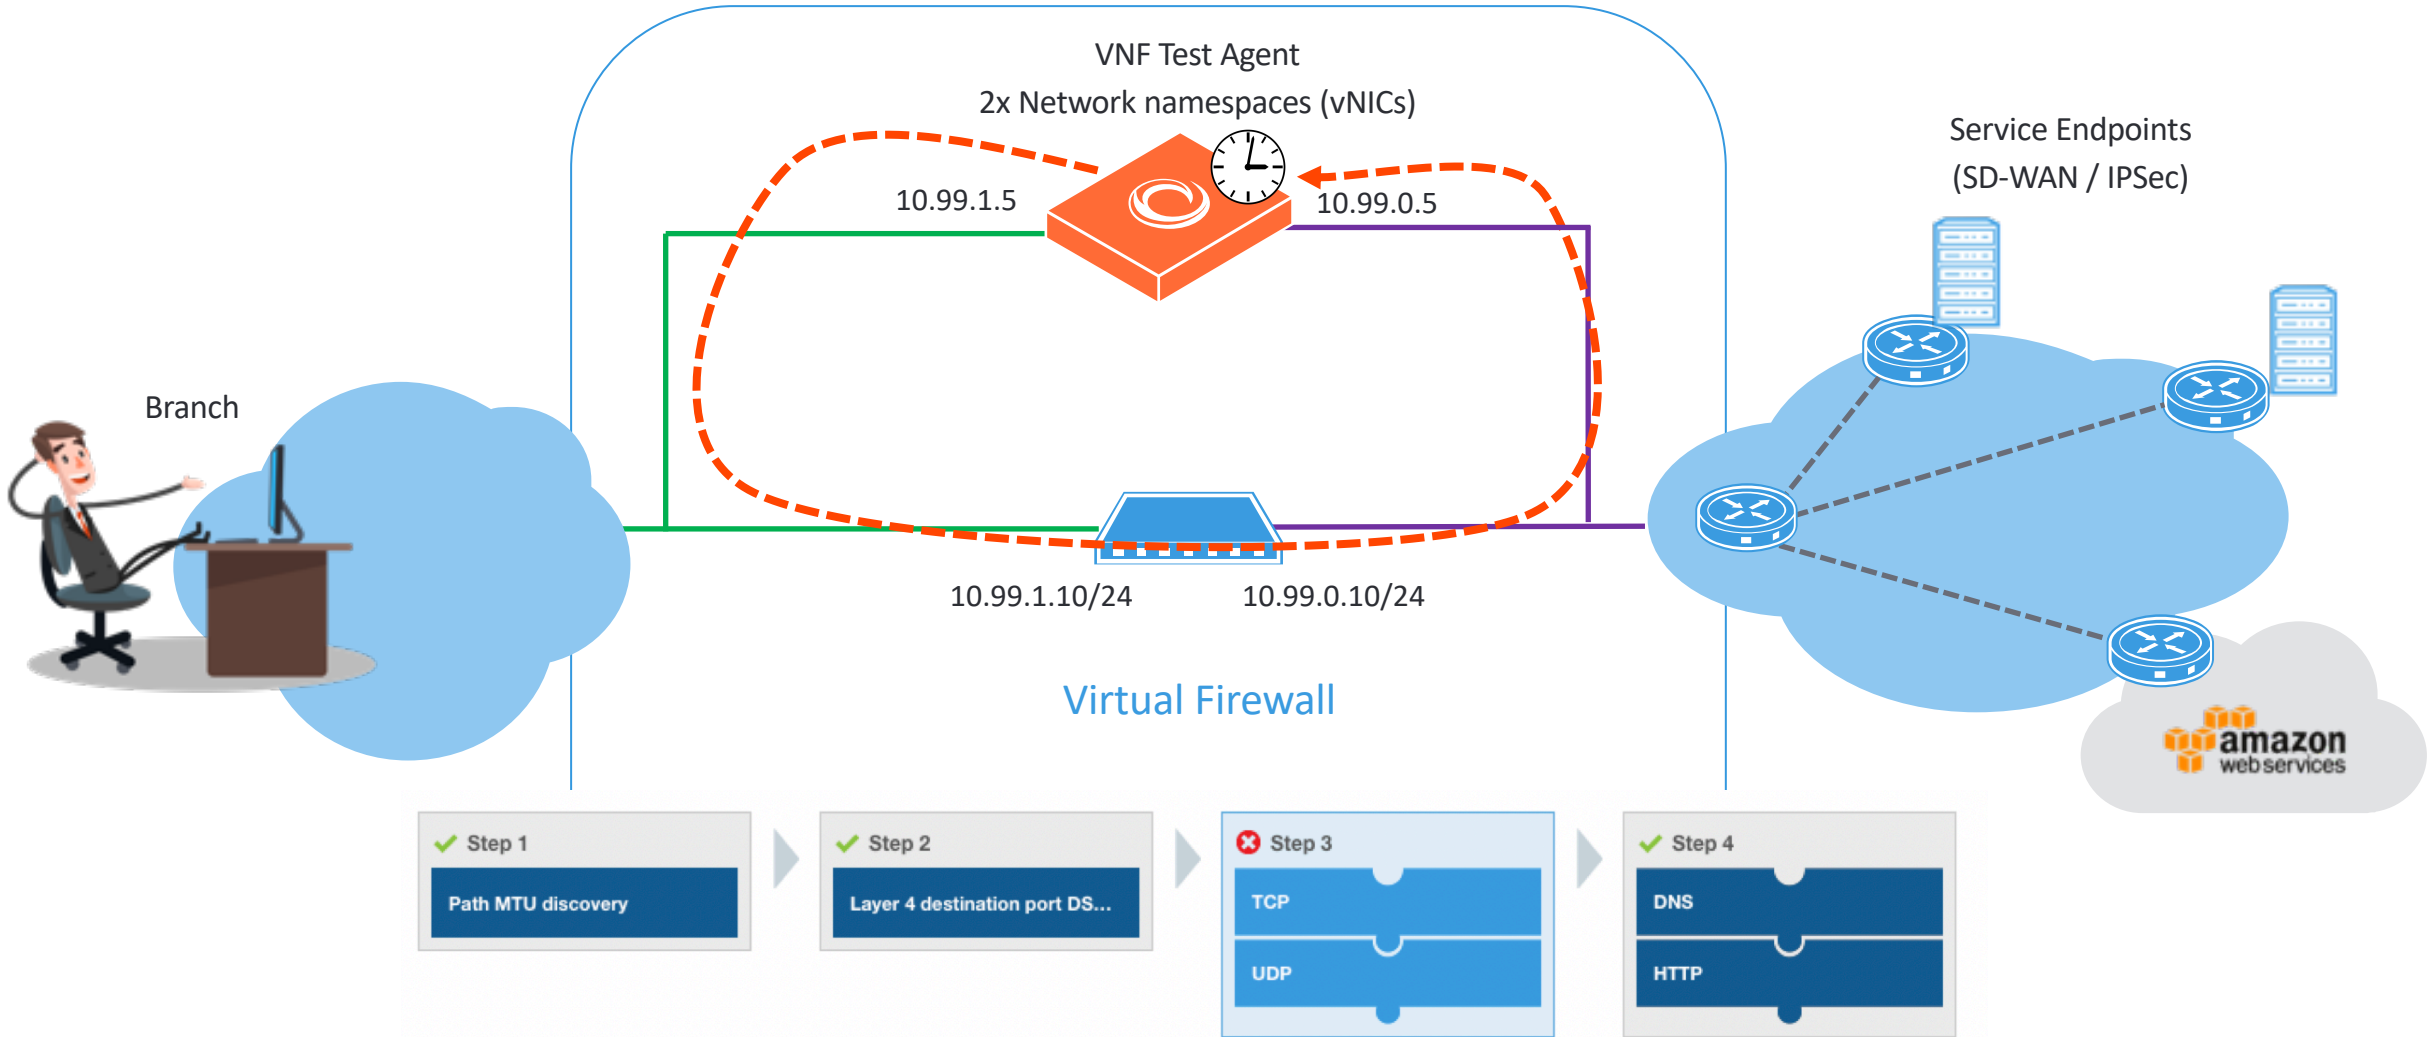 VNF Test Agent
2x Network namespaces (vNICs)
Service Endpoints
(SD-WAN / IPSec)
10.99.1.5
10.99.0.5
Branch
10.99.1.10/24
10.99.0.10/24
Virtual Firewall
amazon
web services
Step 1
Path MTU discovery
Step 2
Layer 4 destination port DS...
Step 3
TCP
UDP
Step 4
DNS
HTTP